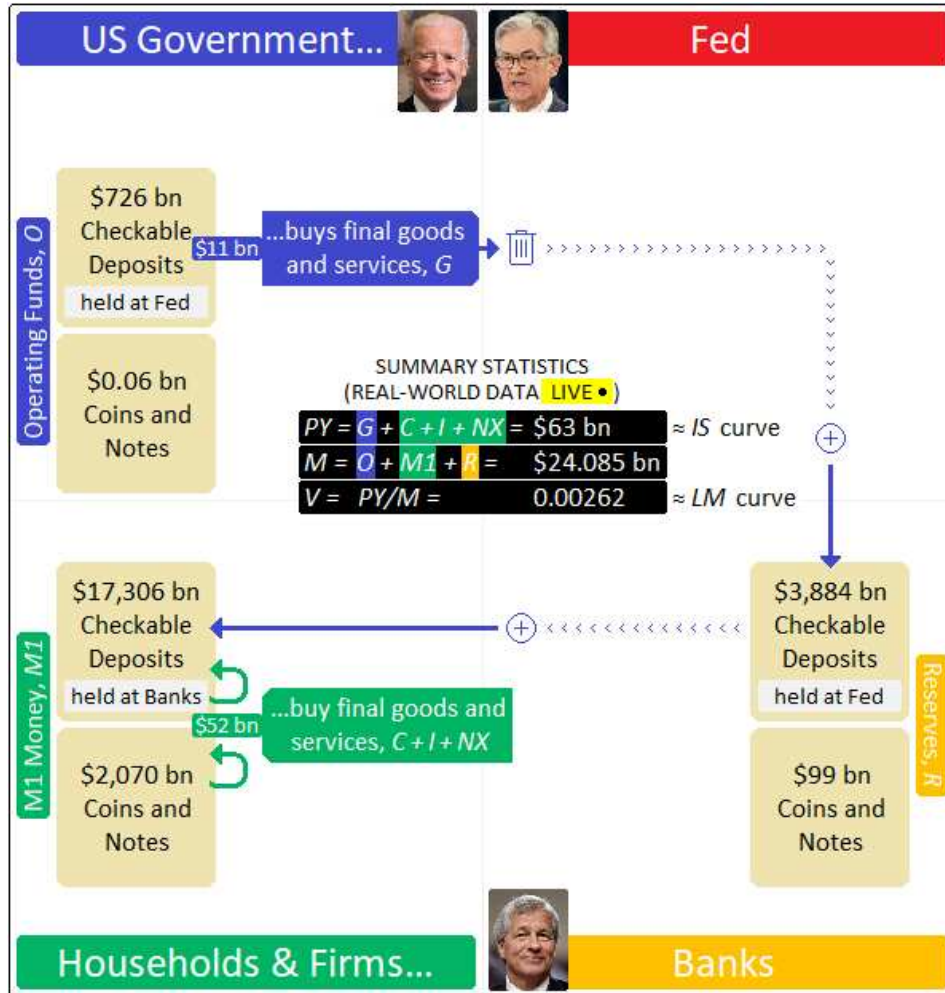 US Government...
Fed
Operating Funds, O
$726 bn
Checkable
Deposits
held at Fed
$11 bn
...buys final goods
and services, G
$0.06 bn
Coins and
Notes
SUMMARY STATISTICS
(REAL-WORLD DATA LIVE • )
PY = G + C + I + NX = $63 bn ≈ IS curve
M = O + M1 + R = $24.085 bn
V = PY/M = 0.00262 ≈ LM curve
M1 Money, M1
$17,306 bn
Checkable
Deposits
held at Banks
$52 bn
...buy final goods and
services, C + I + NX
$2,070 bn
Coins and
Notes
$3,884 bn
Checkable
Deposits
held at Fed
Reserves, R
$99 bn
Coins and
Notes
Households & Firms...
Banks